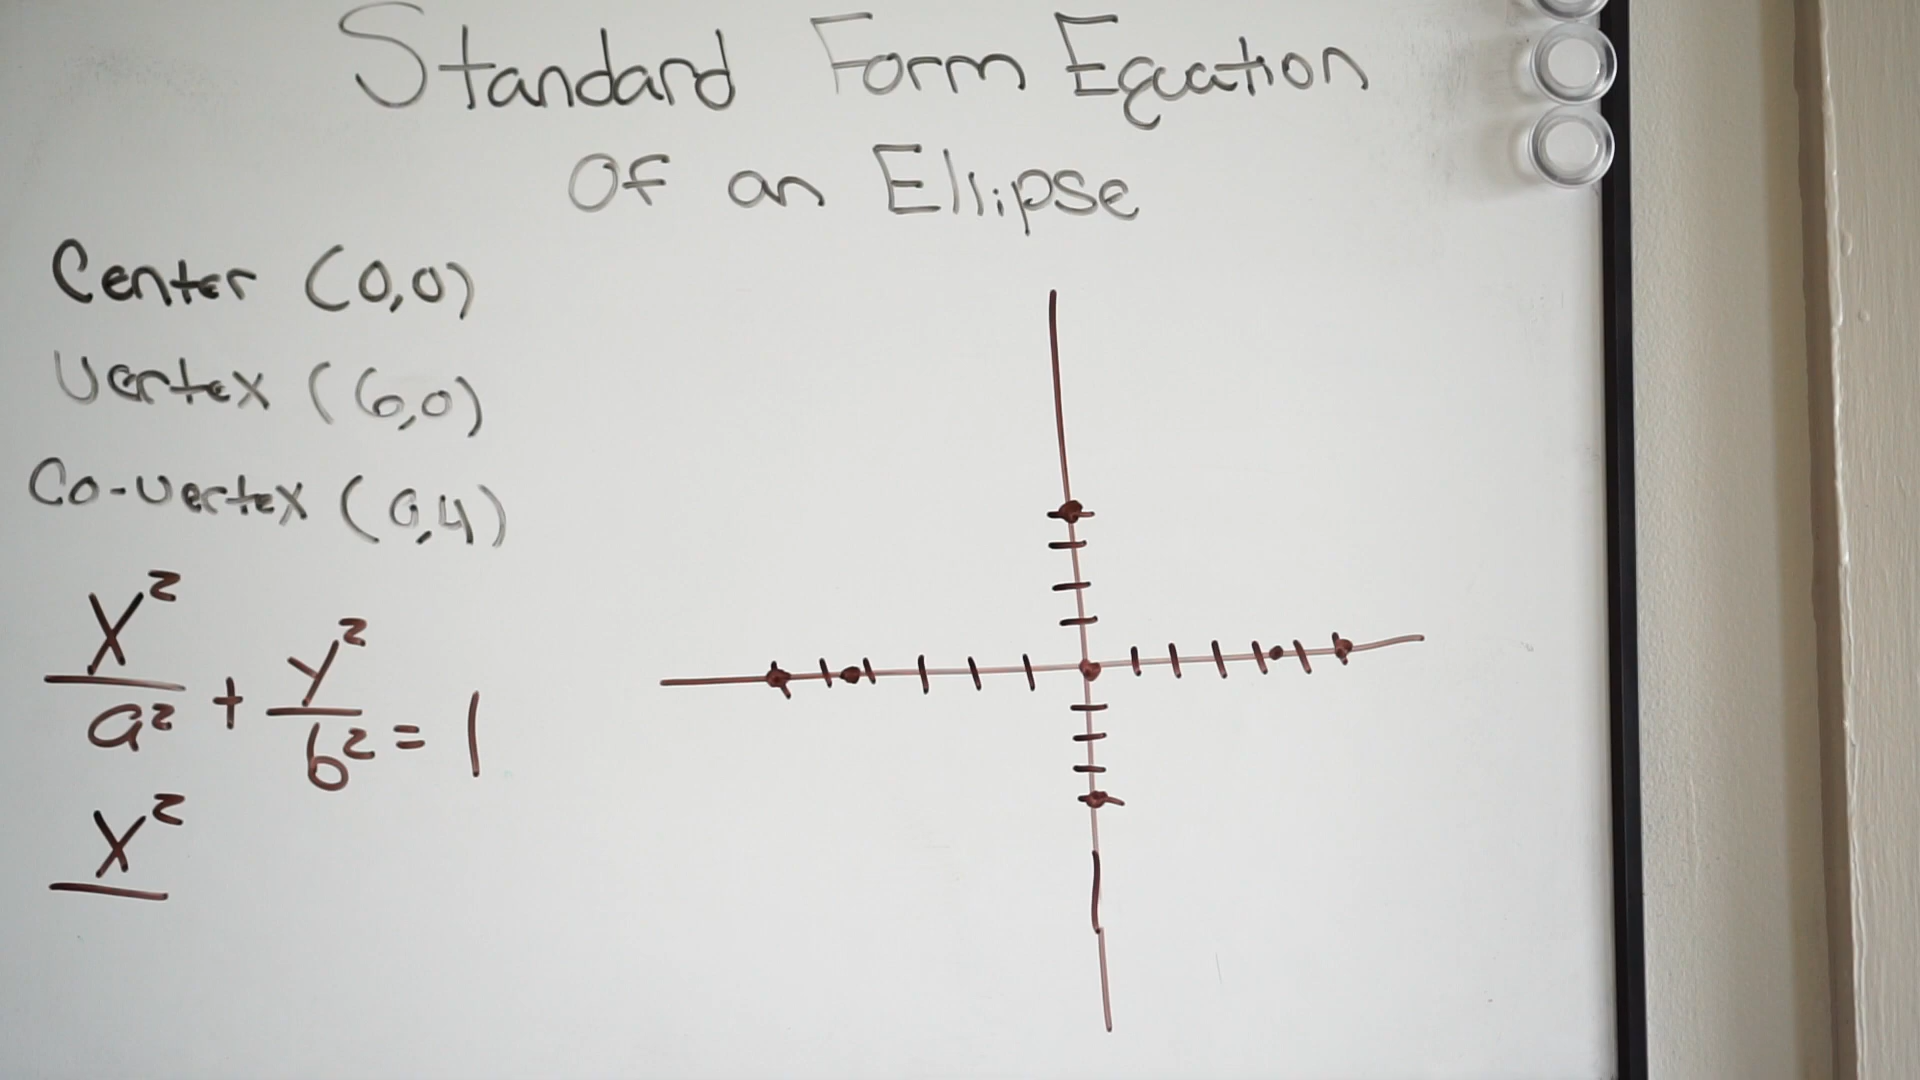 Standard Form Equation
Of an Ellipse
Center (0,0)
Vertex (6,0)
Co-vertex (0,4)
x²/a² + y²/b² = 1
x²